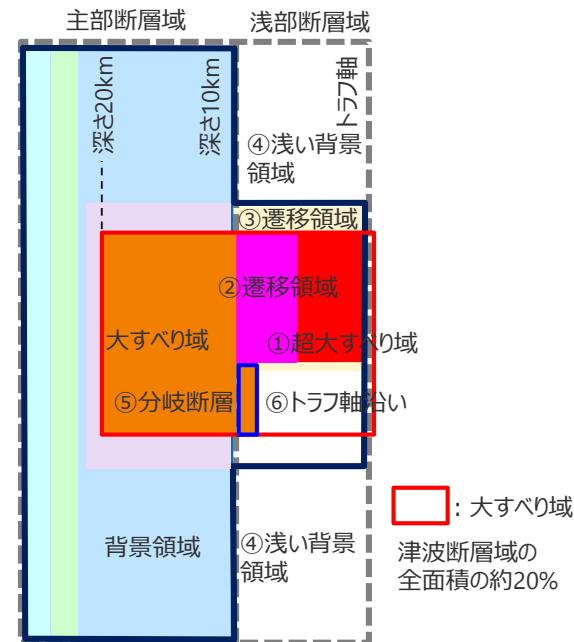 主部断層域
浅部断層域
深さ20km
深さ10km
トラフ軸
④浅い背景
領域
③遷移領域
②遷移領域
①超大すべり域
大すべり域
⑤分岐断層
⑥トラフ軸沿い
背景領域
④浅い背景
領域
：大すべり域
津波断層域の
全面積の約20%